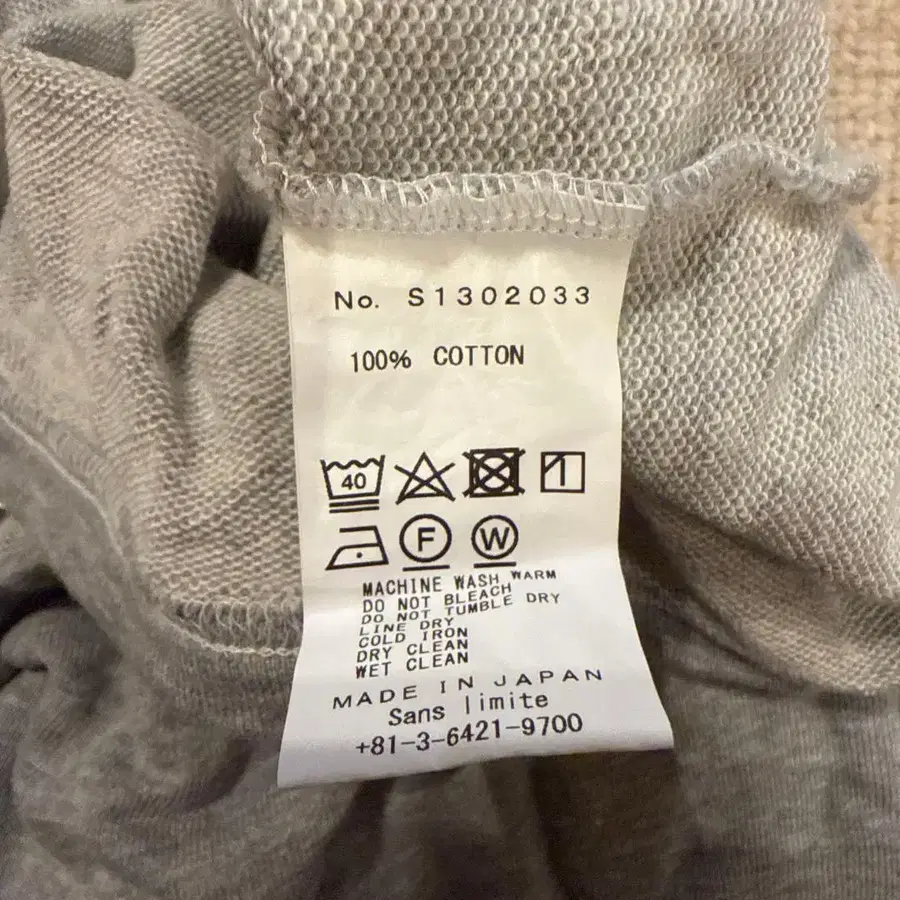 No. S1302033
100% COTTON
40
F W
MACHINE WASH WARM
DO NOT BLEACH
DO NOT TUMBLE DRY
LINE DRY
COLD IRON
DRY CLEAN
WET CLEAN
MADE IN JAPAN
Sans limite
+81-3-6421-9700